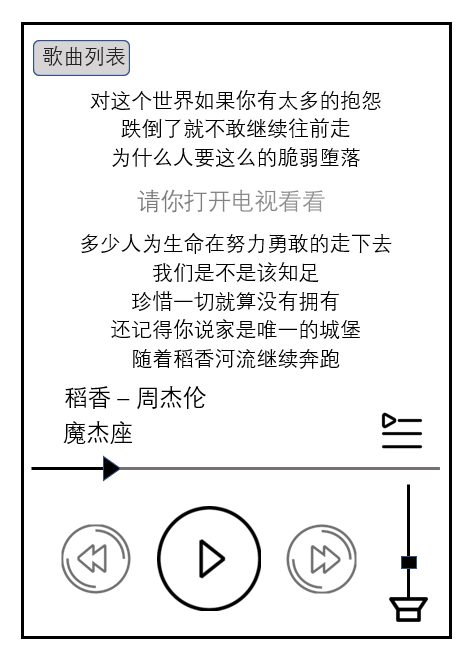 歌曲列表
对这个世界如果你有太多的抱怨
跌倒了就不敢继续往前走
为什么人要这么的脆弱堕落
请你打开电视看看
多少人为生命在努力勇敢的走下去
我们是不是该知足
珍惜一切就算没有拥有
还记得你说家是唯一的城堡
随着稻香河流继续奔跑
稻香 – 周杰伦
魔杰座